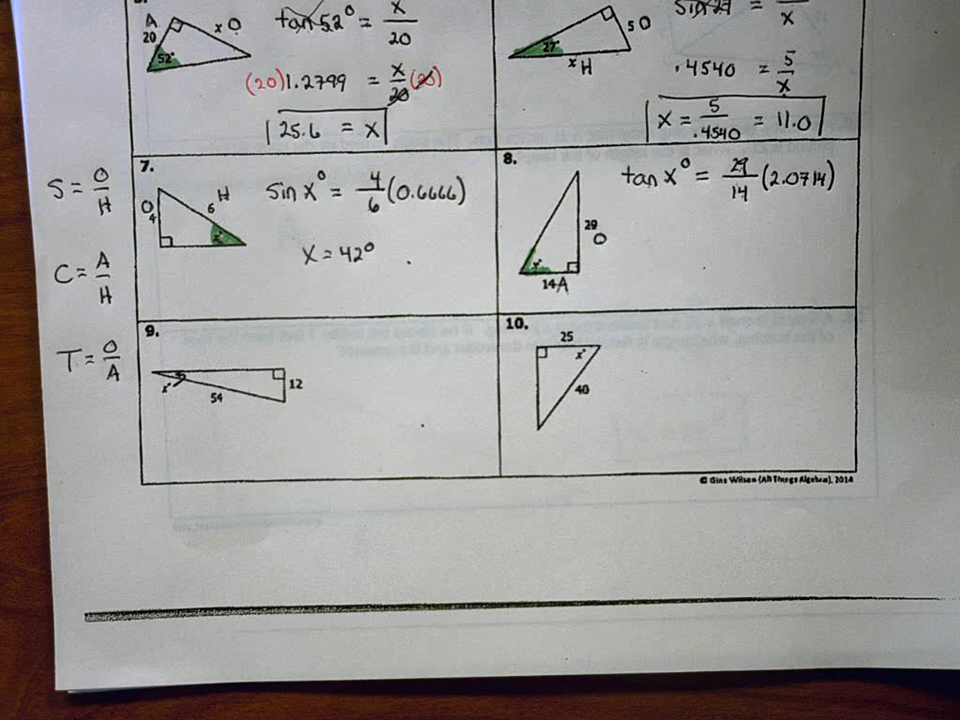 A
20
x O
52°
tan 52° = x/20
(20) 1.2799 = x/20 (20)
25.6 = x
27°
5 O
x H
.4540 = 5/x
x = 5/.4540 = 11.0
S = O/H
C = A/H
T = O/A
7.
O
4
6
H
x°
sin x° = 4/6 (0.6666)
x = 42°
8.
x°
29
O
14A
tan x° = 29/14 (2.0714)
9.
x°
54
12
10.
25
x°
40
© Gina Wilson (All Things Algebra), 2014